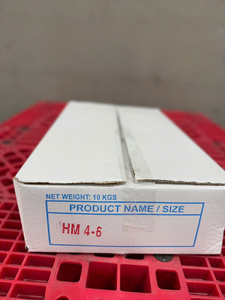 NET WEIGHT: 10 KGS
PRODUCT NAME / SIZE
HM 4-6